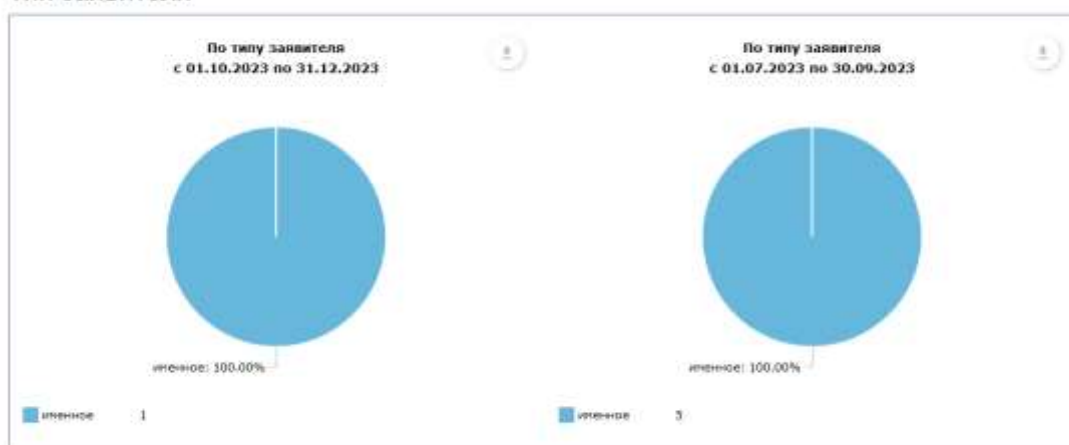 По типу заявителя
с 01.10.2023 по 31.12.2023
именное: 100.00%
именное 1
По типу заявителя
с 01.07.2023 по 30.09.2023
именное: 100.00%
именное